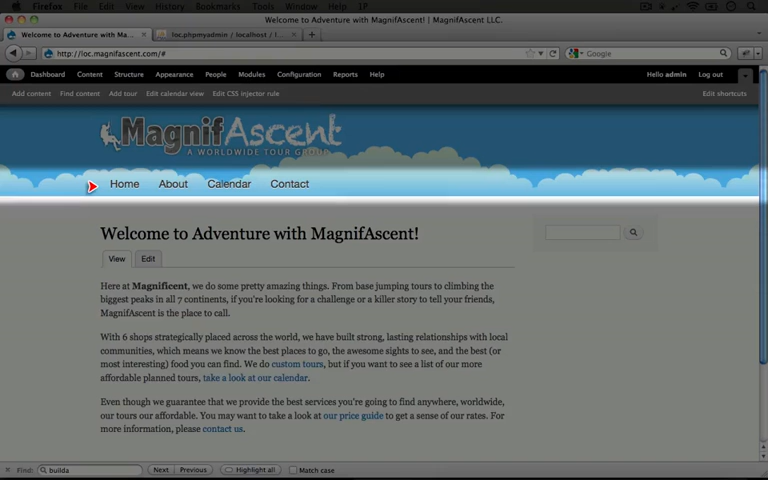 Firefox File Edit View History Bookmarks Tools Window Help
Welcome to Adventure with MagnifAscent! | MagnifAscent LLC.
Welcome to Adventure with Ma... loc.phpmyadmin / localhost / l...
http://loc.magnifascent.com/#
Google
Dashboard Content Structure Appearance People Modules Configuration Reports Help Hello admin Log out
Add content Find content Add tour Edit calendar view Edit CSS injector rule Edit shortcuts
MagnifAscent
A WORLDWIDE TOUR GROUP
Home About Calendar Contact
Welcome to Adventure with MagnifAscent!
View Edit
Here at Magnificent, we do some pretty amazing things. From base jumping tours to climbing the
biggest peaks in all 7 continents, if you're looking for a challenge or a killer story to tell your friends,
MagnifAscent is the place to call.
With 6 shops strategically placed across the world, we have built strong, lasting relationships with local
communities, which means we know the best places to go, the awesome sights to see, and the best (or
most interesting) food you can find. We do custom tours, but if you want to see a list of our more
affordable planned tours, take a look at our calendar.
Even though we guarantee that we provide the best services you're going to find anywhere, worldwide,
our tours our affordable. You may want to take a look at our price guide to get a sense of our rates. For
more information, please contact us.
Find: builda Next Previous Highlight all Match case